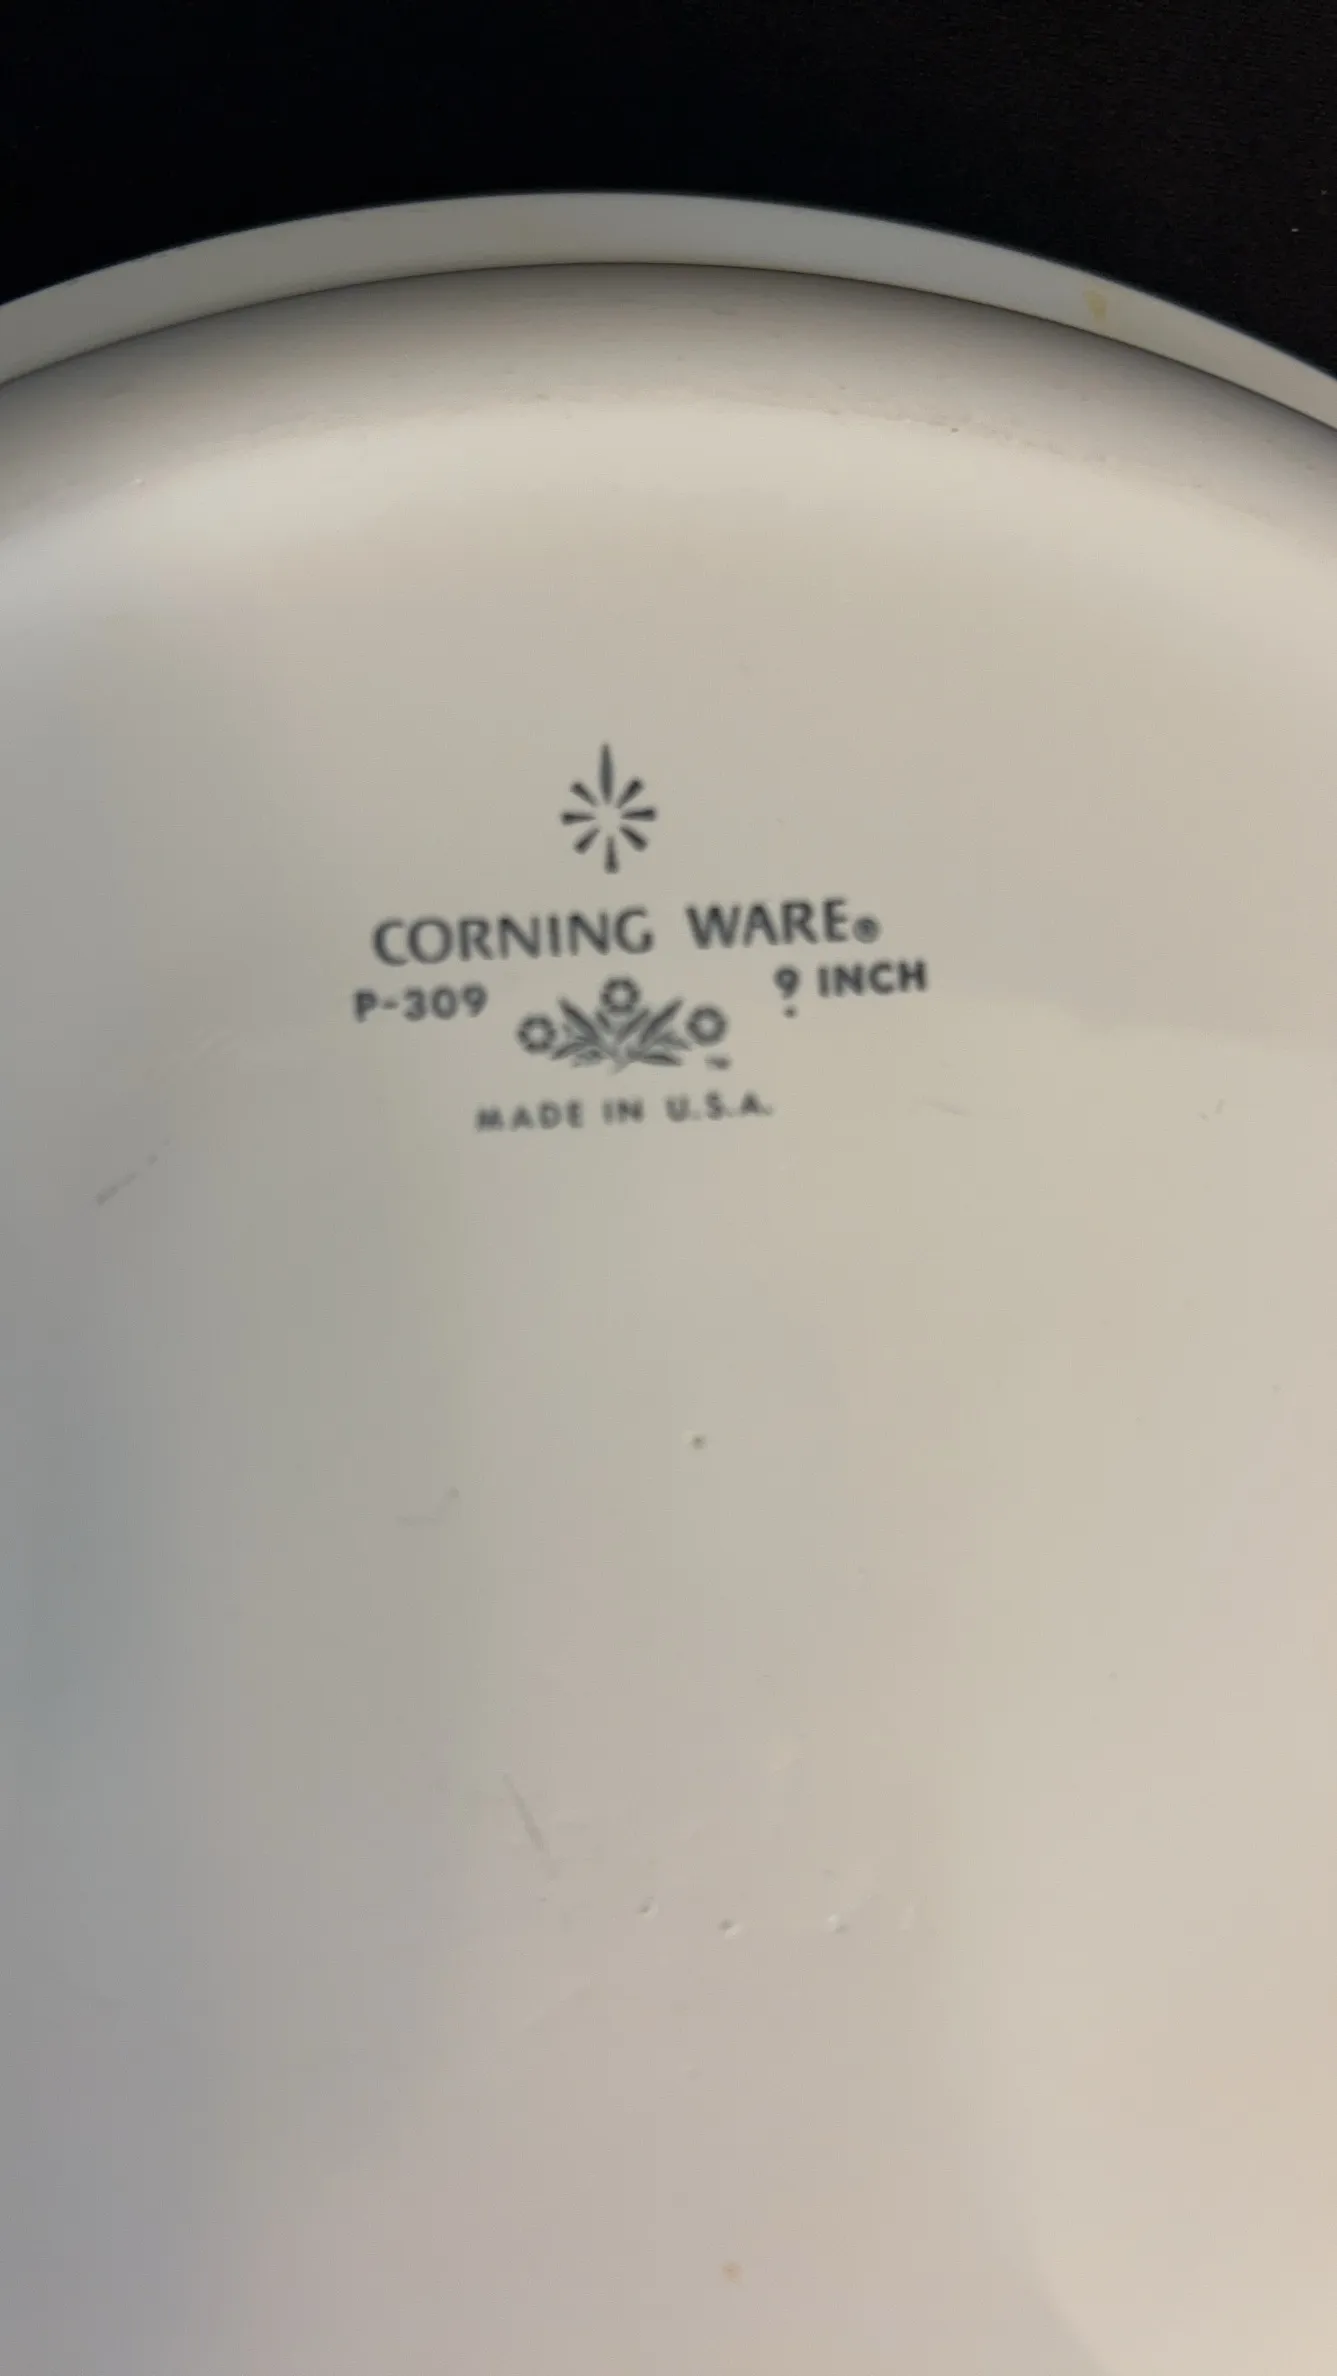 CORNING WARE®
P-309 9 INCH
MADE IN U.S.A.